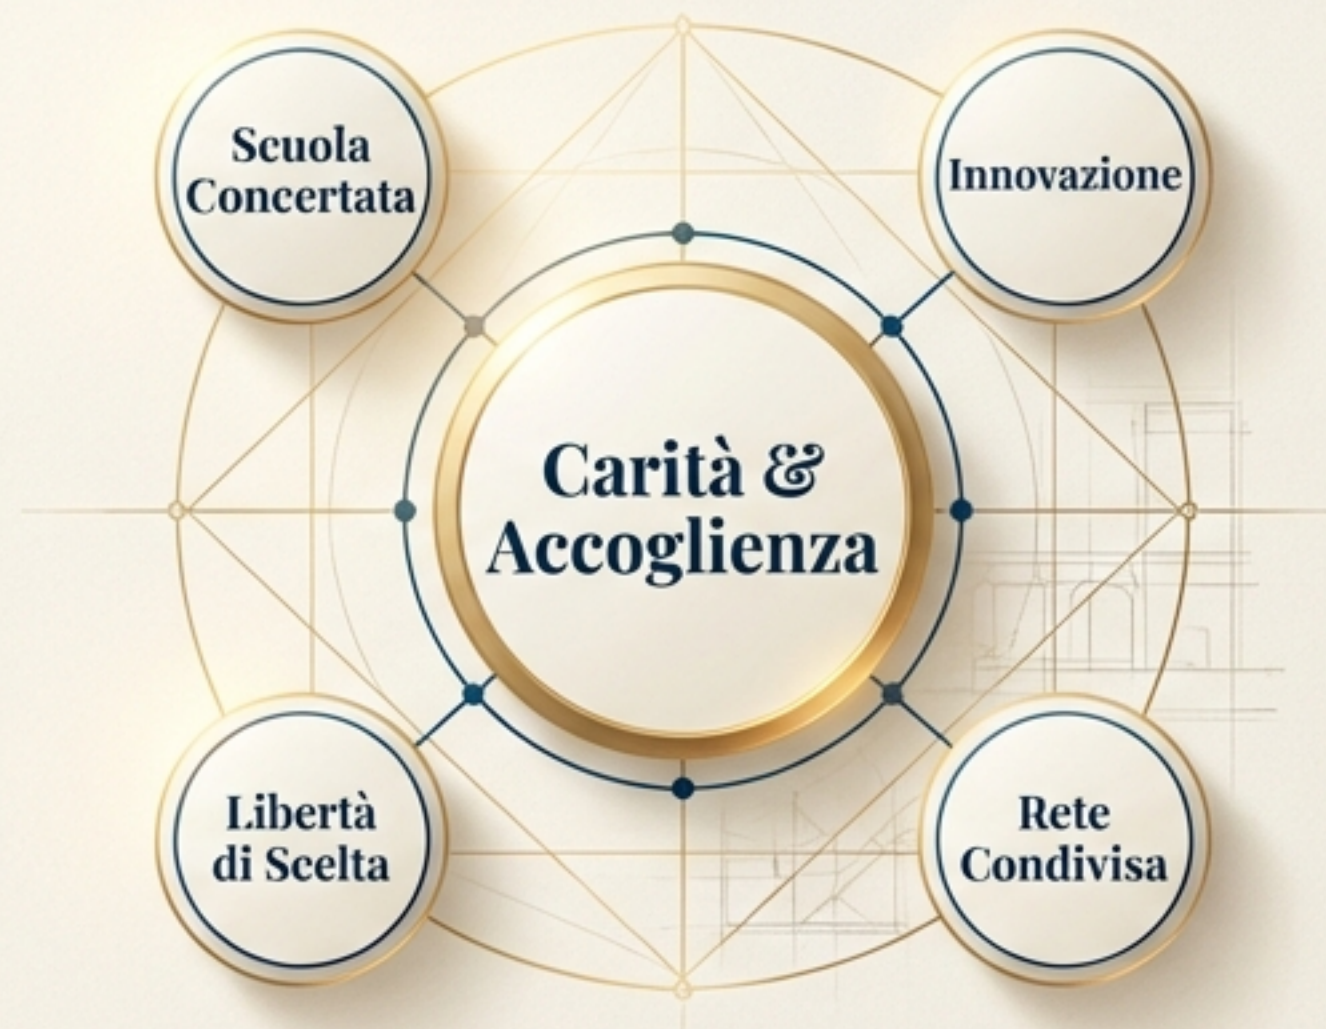 Scuola
Concertata
Innovazione
Carità &
Accoglienza
Libertà
di Scelta
Rete
Condivisa